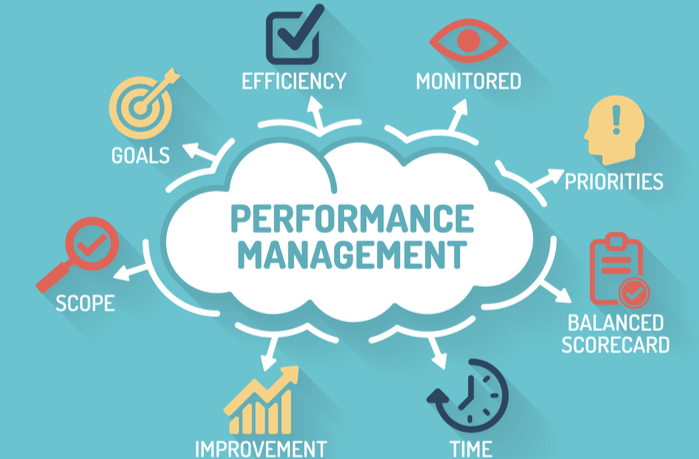 EFFICIENCY
MONITORED
GOALS
PRIORITIES
PERFORMANCE
MANAGEMENT
SCOPE
BALANCED
SCORECARD
IMPROVEMENT
TIME